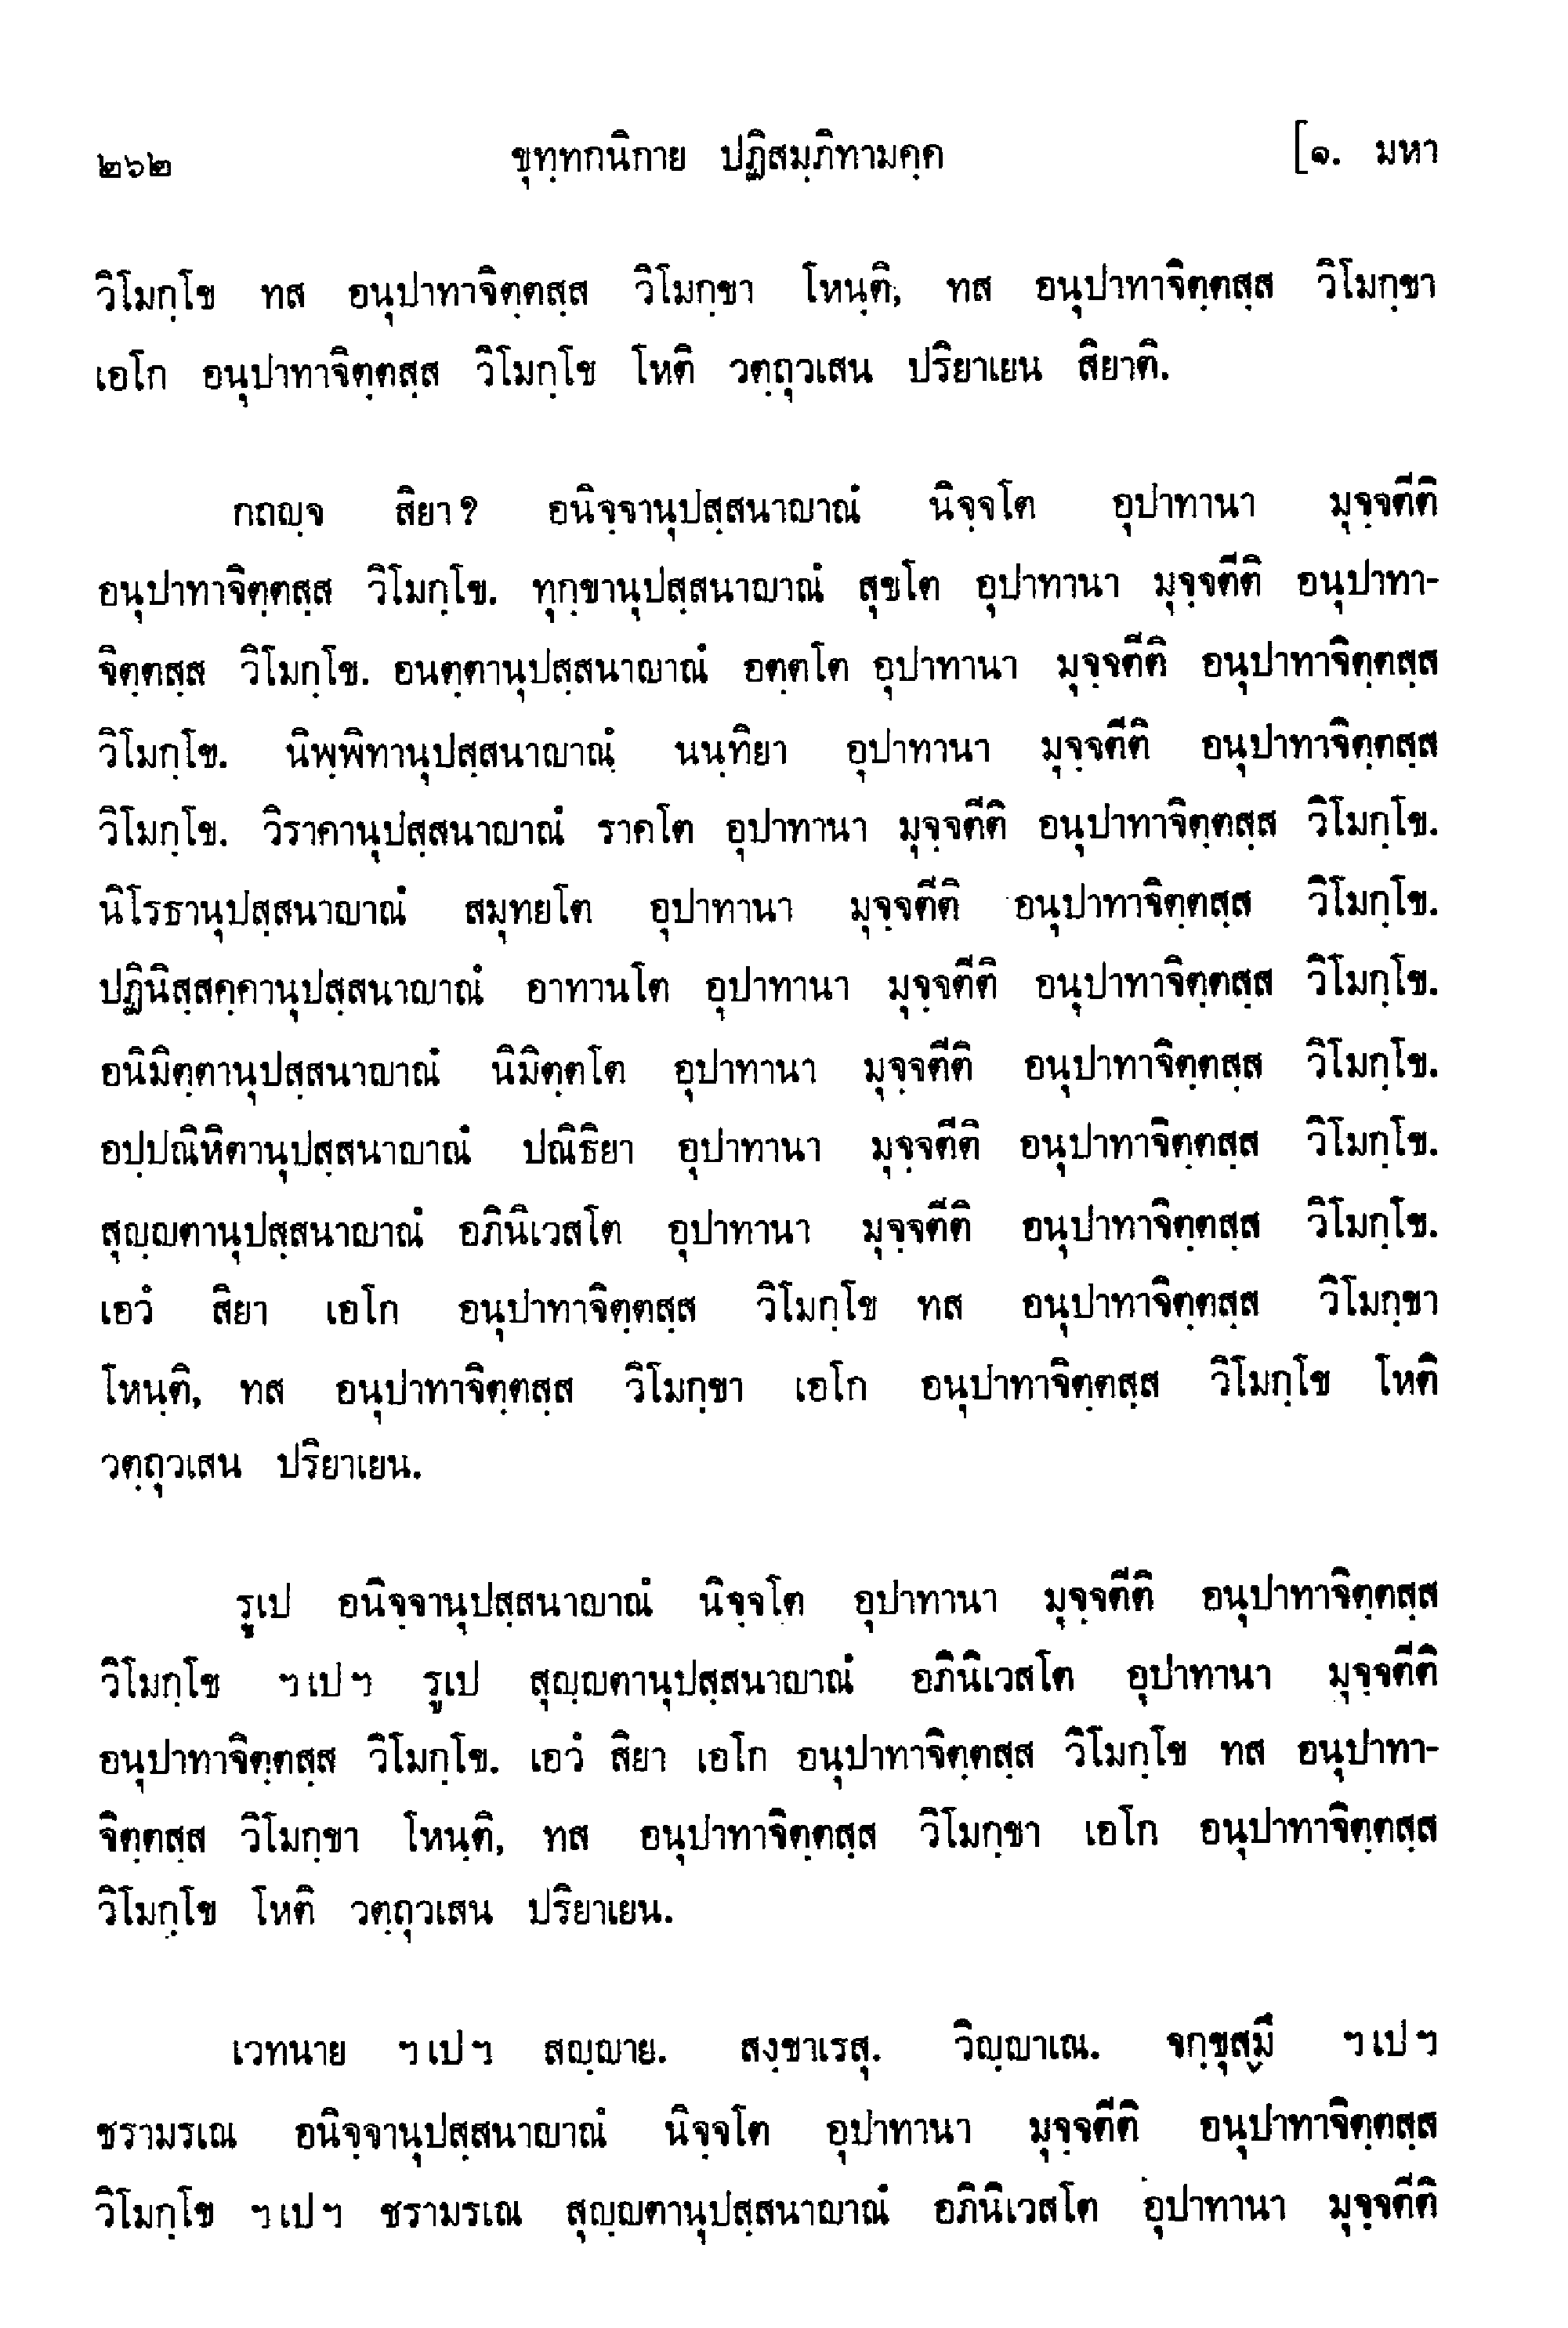 ๒๖๒ ขุทฺทกนิกาย ปฏิสมฺภิทามคฺค [๑. มหา
วิโมกฺโข ทส อนุปาทาจิตฺตสฺส วิโมกฺขา โหนฺติ, ทส อนุปาทาจิตฺตสฺส วิโมกฺขา
เอโก อนุปาทาจิตฺตสฺส วิโมกฺโข โหติ วตฺถุวเสน ปริยาเยน สิยาติ.
กถญฺจ สิยา? อนิจฺจานุปสฺสนาญาณํ นิจฺจโต อุปาทานา มุจฺจตีติ
อนุปาทาจิตฺตสฺส วิโมกฺโข. ทุกฺขานุปสฺสนาญาณํ สุขโต อุปาทานา มุจฺจตีติ อนุปาทา-
จิตฺตสฺส วิโมกฺโข. อนตฺตานุปสฺสนาญาณํ อตฺตโต อุปาทานา มุจฺจตีติ อนุปาทาจิตฺตสฺส
วิโมกฺโข. นิพฺพิทานุปสฺสนาญาณํ นนฺทิยา อุปาทานา มุจฺจตีติ อนุปาทาจิตฺตสฺส
วิโมกฺโข. วิราคานุปสฺสนาญาณํ ราคโต อุปาทานา มุจฺจตีติ อนุปาทาจิตฺตสฺส วิโมกฺโข.
นิโรธานุปสฺสนาญาณํ สมุทยโต อุปาทานา มุจฺจตีติ อนุปาทาจิตฺตสฺส วิโมกฺโข.
ปฏินิสฺสคฺคานุปสฺสนาญาณํ อาทานโต อุปาทานา มุจฺจตีติ อนุปาทาจิตฺตสฺส วิโมกฺโข.
อนิมิตฺตานุปสฺสนาญาณํ นิมิตฺตโต อุปาทานา มุจฺจตีติ อนุปาทาจิตฺตสฺส วิโมกฺโข.
อปฺปณิหิตานุปสฺสนาญาณํ ปณิธิยา อุปาทานา มุจฺจตีติ อนุปาทาจิตฺตสฺส วิโมกฺโข.
สุญฺญตานุปสฺสนาญาณํ อภินิเวสโต อุปาทานา มุจฺจตีติ อนุปาทาจิตฺตสฺส วิโมกฺโข.
เอวํ สิยา เอโก อนุปาทาจิตฺตสฺส วิโมกฺโข ทส อนุปาทาจิตฺตสฺส วิโมกฺขา
โหนฺติ, ทส อนุปาทาจิตฺตสฺส วิโมกฺขา เอโก อนุปาทาจิตฺตสฺส วิโมกฺโข โหติ
วตฺถุวเสน ปริยาเยน.
รูเป อนิจฺจานุปสฺสนาญาณํ นิจฺจโต อุปาทานา มุจฺจตีติ อนุปาทาจิตฺตสฺส
วิโมกฺโข ฯเปฯ รูเป สุญฺญตานุปสฺสนาญาณํ อภินิเวสโต อุปาทานา มุจฺจตีติ
อนุปาทาจิตฺตสฺส วิโมกฺโข. เอวํ สิยา เอโก อนุปาทาจิตฺตสฺส วิโมกฺโข ทส อนุปาทา-
จิตฺตสฺส วิโมกฺขา โหนฺติ, ทส อนุปาทาจิตฺตสฺส วิโมกฺขา เอโก อนุปาทาจิตฺตสฺส
วิโมกฺโข โหติ วตฺถุวเสน ปริยาเยน.
เวทนาย ฯเปฯ สญฺญาย. สงฺขาเรสุ. วิญฺญาเณ. จกฺขุสฺมึ ฯเปฯ
ชรามรเณ อนิจฺจานุปสฺสนาญาณํ นิจฺจโต อุปาทานา มุจฺจตีติ อนุปาทาจิตฺตสฺส
วิโมกฺโข ฯเปฯ ชรามรเณ สุญฺญตานุปสฺสนาญาณํ อภินิเวสโต อุปาทานา มุจฺจตีติ